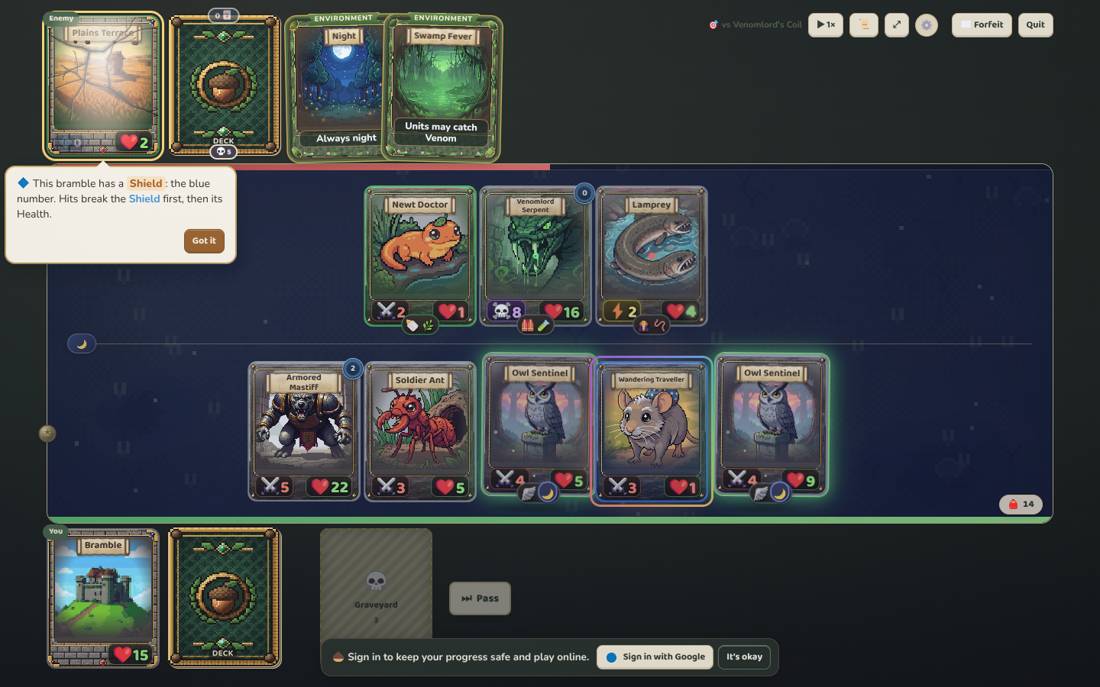 Enemy
Plains Terrace
0
2
0
DECK
5
ENVIRONMENT
Night
Always night
ENVIRONMENT
Swamp Fever
Units may catch
Venom
vs Venomlord's Coil
1×
Forfeit
Quit
This bramble has a Shield: the blue
number. Hits break the Shield first, then its
Health.
Got it
Newt Doctor
2
1
Venomlord
Serpent
0
8
16
Lamprey
2
4
Armored
Mastiff
2
5
22
Soldier Ant
3
5
Owl Sentinel
4
5
Wandering Traveller
3
1
Owl Sentinel
4
9
14
You
Bramble
15
DECK
Graveyard
3
Pass
Sign in to keep your progress safe and play online.
Sign in with Google
It's okay